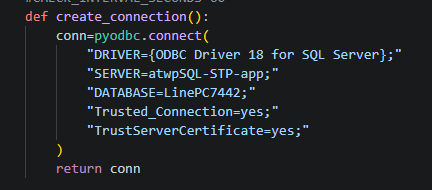 def create_connection():
    conn=pyodbc.connect(
        "DRIVER={ODBC Driver 18 for SQL Server};"
        "SERVER=atwpSQL-STP-app;"
        "DATABASE=LinePC7442;"
        "Trusted_Connection=yes;"
        "TrustServerCertificate=yes;"
    )
    return conn